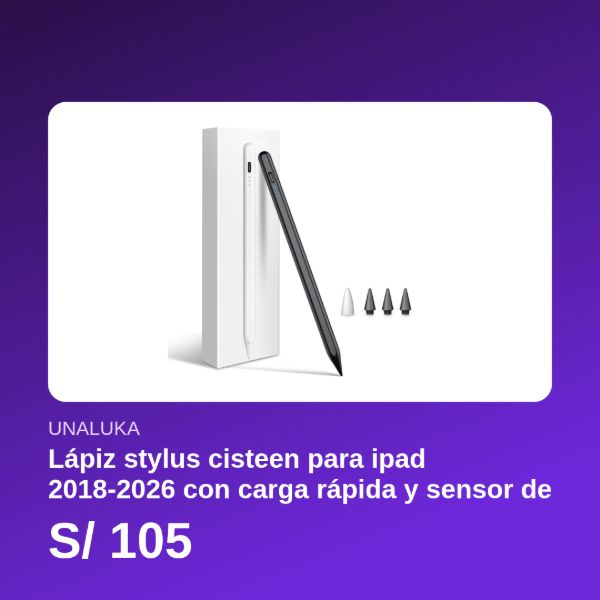 UNALUKA
Lápiz stylus cisteen para ipad
2018-2026 con carga rápida y sensor de
S/ 105